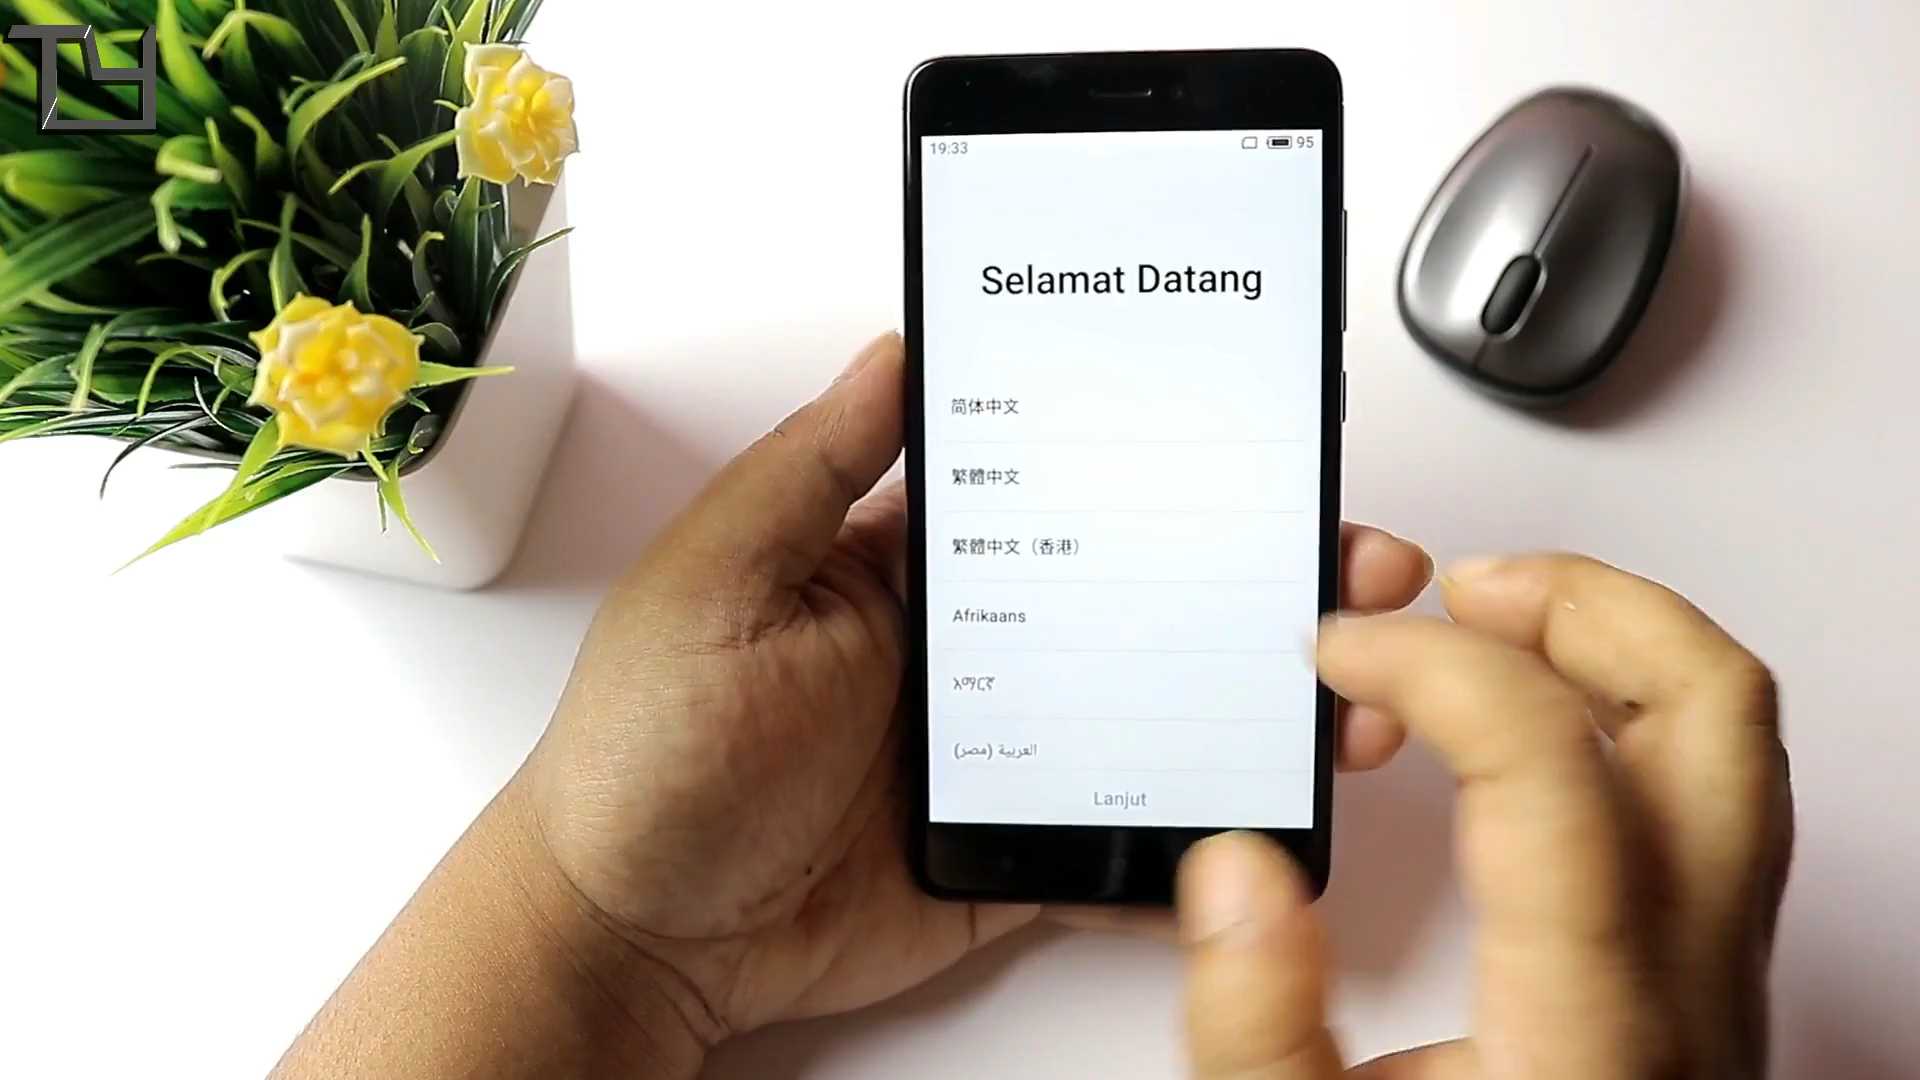 TY
19:33
95
Selamat Datang
简体中文
繁體中文
繁體中文（香港）
Afrikaans
አማርኛ
العربية (مصر)
Lanjut